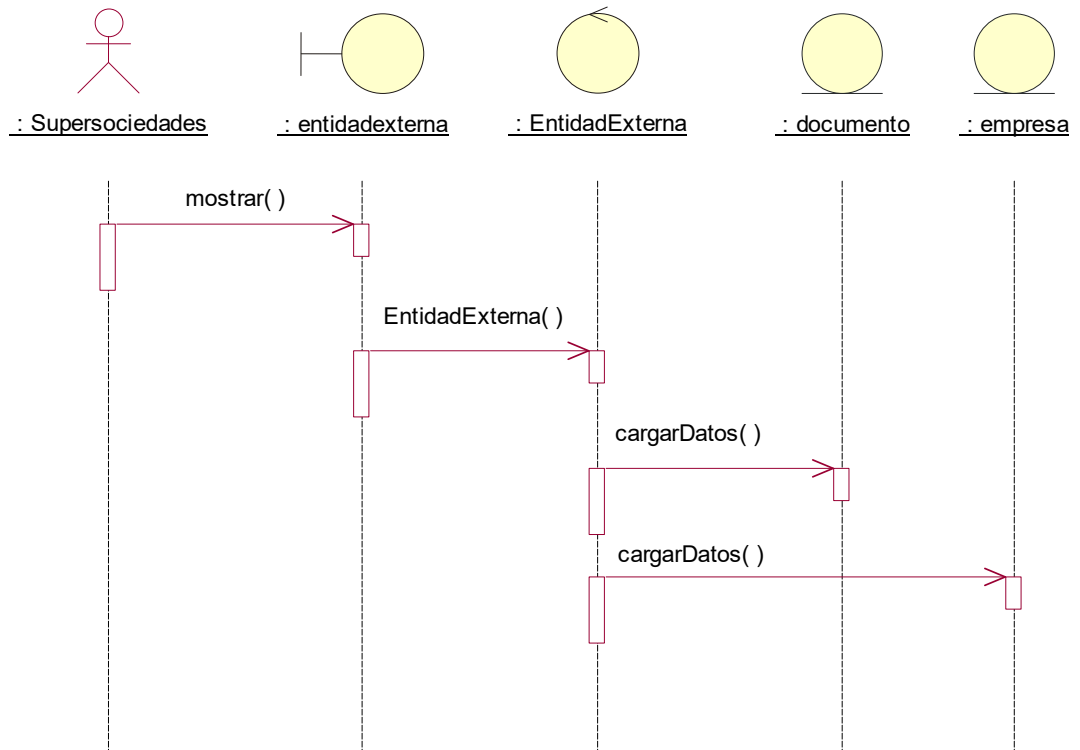 : Supersociedades
: entidadexterna
: EntidadExterna
: documento
: empresa
mostrar( )
EntidadExterna( )
cargarDatos( )
cargarDatos( )